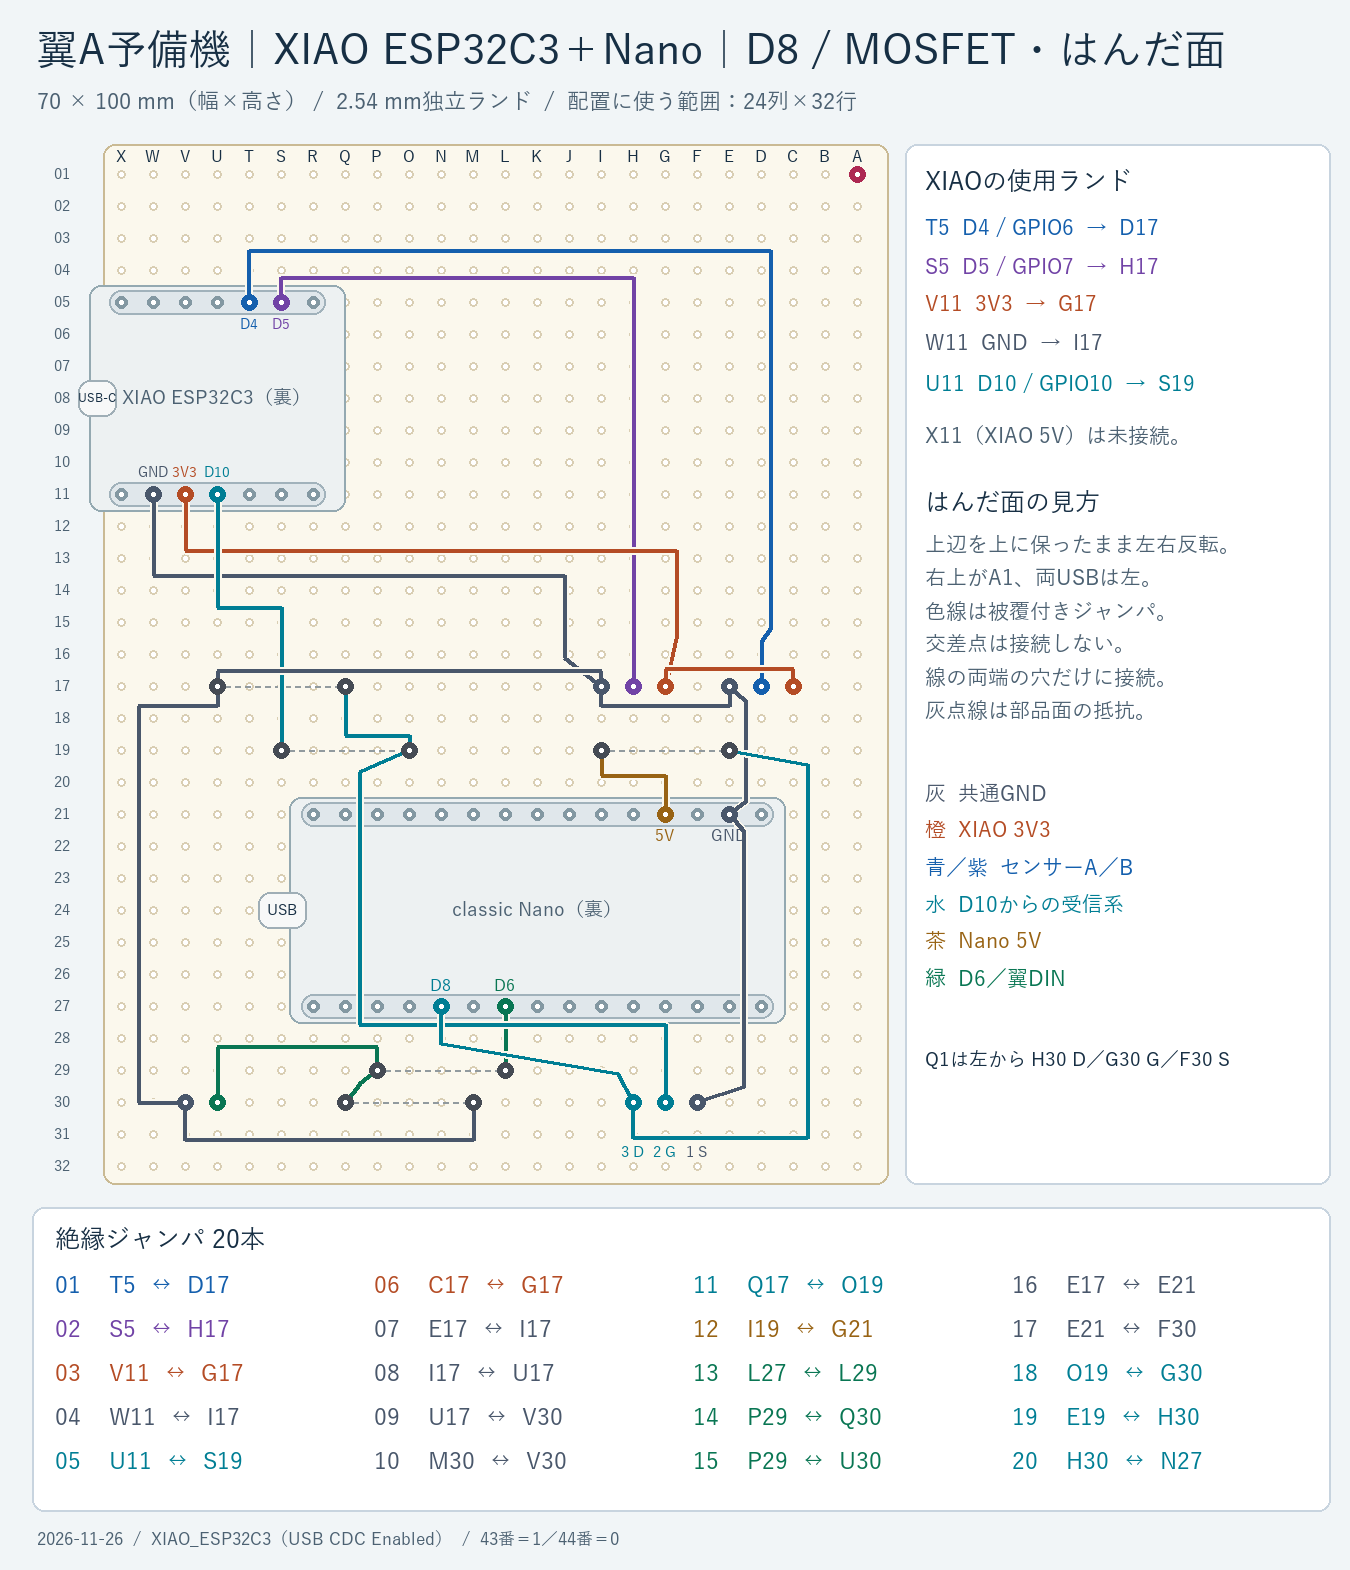 翼A予備機｜XIAO ESP32C3＋Nano｜D8 / MOSFET・はんだ面
70 × 100 mm（幅×高さ） / 2.54 mm独立ランド / 配置に使う範囲：24列×32行
X W V U T S R Q P O N M L K J I H G F E D C B A
01
02
03
04
05
D4 D5
06
07
08 USB-C XIAO ESP32C3（裏）
09
10
GND 3V3 D10
11
12
13
14
15
16
17
18
19
20
21
5V GND
22
23
24 USB classic Nano（裏）
25
26
D8 D6
27
28
29
30
31
3 D 2 G 1 S
32
XIAOの使用ランド
T5 D4 / GPIO6 → D17
S5 D5 / GPIO7 → H17
V11 3V3 → G17
W11 GND → I17
U11 D10 / GPIO10 → S19
X11（XIAO 5V）は未接続。
はんだ面の見方
上辺を上に保ったまま左右反転。
右上がA1、両USBは左。
色線は被覆付きジャンパ。
交差点は接続しない。
線の両端の穴だけに接続。
灰点線は部品面の抵抗。
灰 共通GND
橙 XIAO 3V3
青／紫 センサーA／B
水 D10からの受信系
茶 Nano 5V
緑 D6／翼DIN
Q1は左から H30 D／G30 G／F30 S
絶縁ジャンパ 20本
01 T5 ↔ D17
02 S5 ↔ H17
03 V11 ↔ G17
04 W11 ↔ I17
05 U11 ↔ S19
06 C17 ↔ G17
07 E17 ↔ I17
08 I17 ↔ U17
09 U17 ↔ V30
10 M30 ↔ V30
11 Q17 ↔ O19
12 I19 ↔ G21
13 L27 ↔ L29
14 P29 ↔ Q30
15 P29 ↔ U30
16 E17 ↔ E21
17 E21 ↔ F30
18 O19 ↔ G30
19 E19 ↔ H30
20 H30 ↔ N27
2026-11-26 / XIAO_ESP32C3（USB CDC Enabled） / 43番＝1／44番＝0